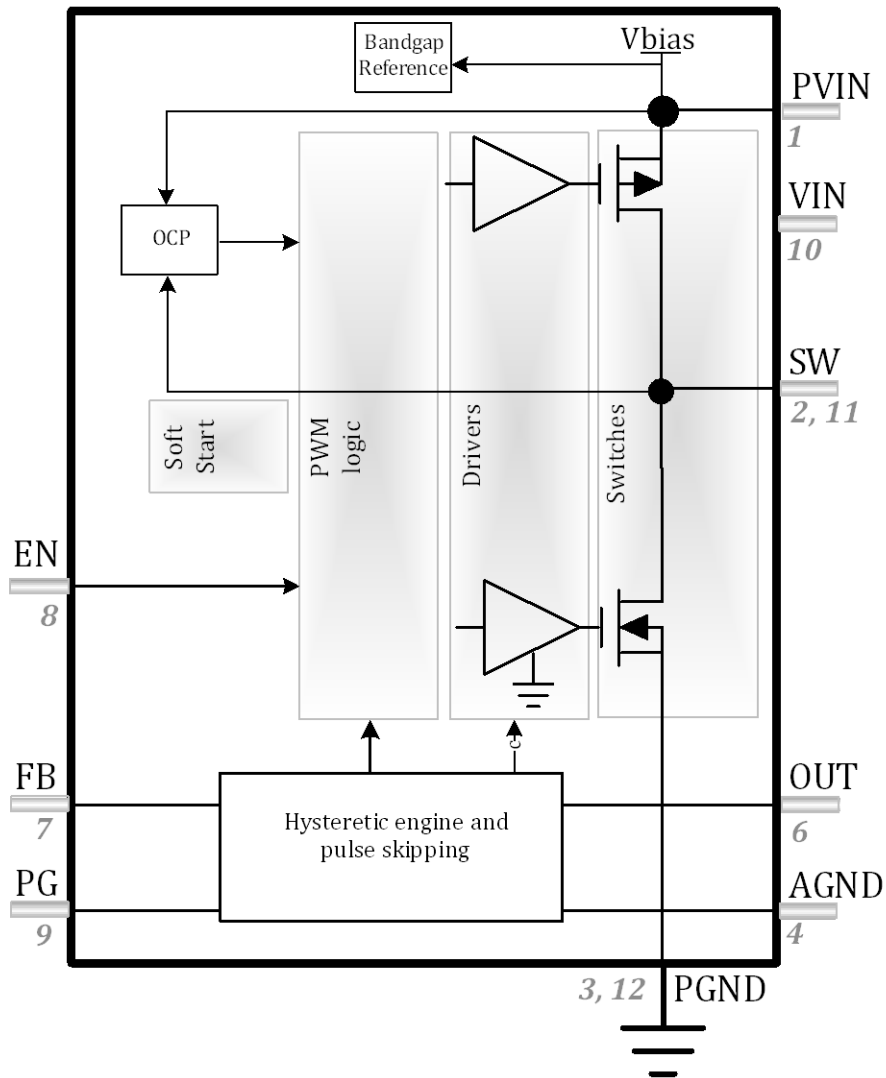 Vbias
Bandgap
Reference
PVIN
1
VIN
10
OCP
SW
2, 11
Soft
Start
PWM
logic
Drivers
Switches
EN
8
c
FB
7
OUT
6
Hysteretic engine and
pulse skipping
PG
9
AGND
4
3, 12
PGND